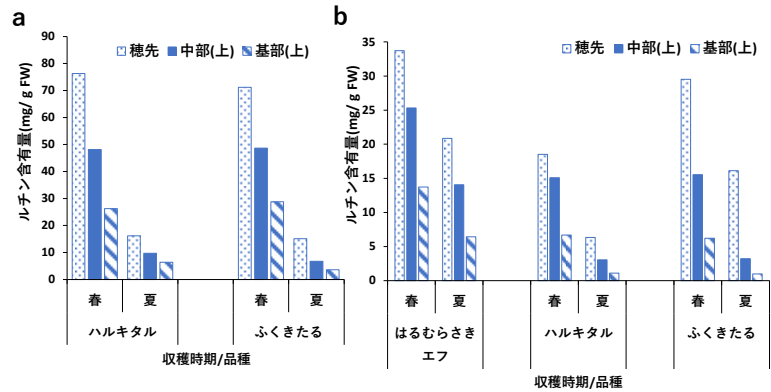 a
穂先 中部(上) 基部(上)
ルチン含有量(mg/ g FW)
90
80
70
60
50
40
30
20
10
0
春 夏 春 夏
ハルキタル ふくきたる
収穫時期/品種
b
穂先 中部(上) 基部(上)
ルチン含有量(mg/ g FW)
35
30
25
20
15
10
5
0
春 夏 春 夏 春 夏
はるむらさき ハルキタル ふくきたる
エフ
収穫時期/品種